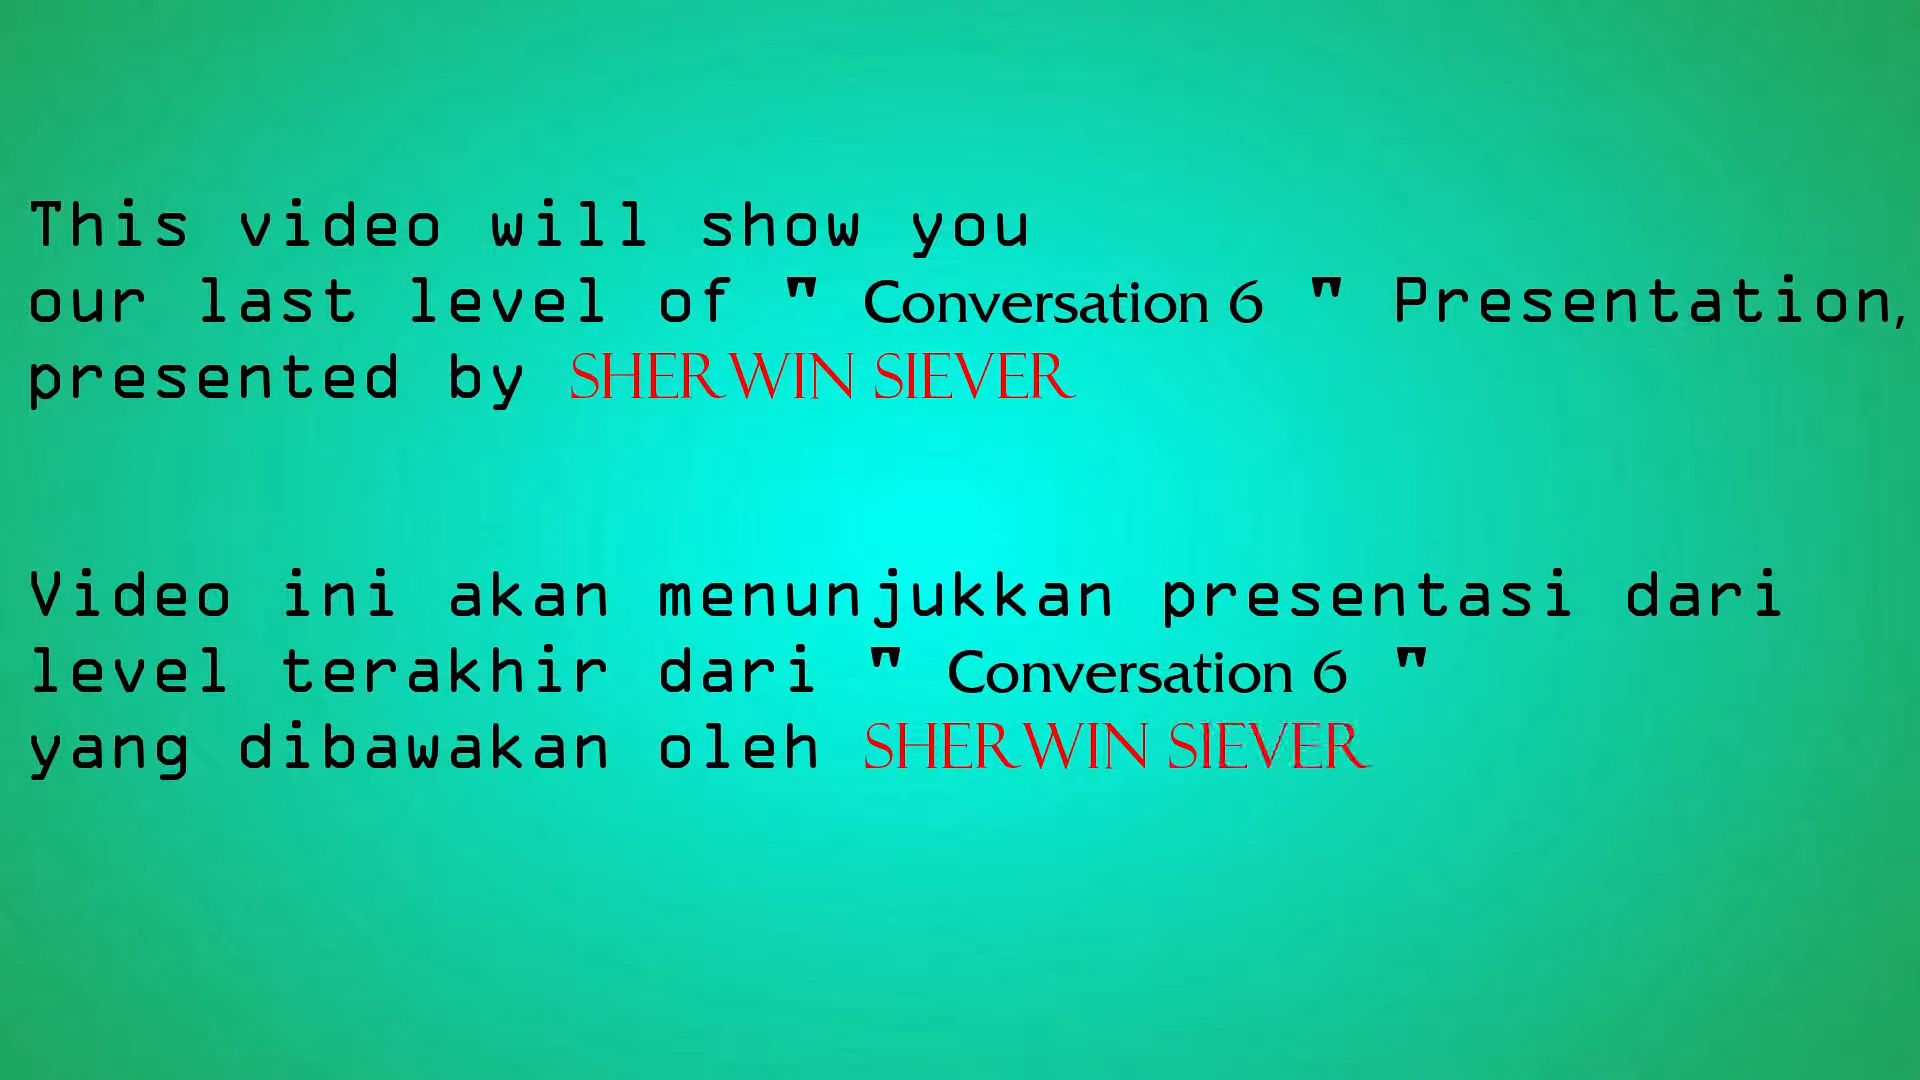 This video will show you
our last level of " Conversation 6 " Presentation,
presented by SHERWIN SIEVER
Video ini akan menunjukkan presentasi dari
level terakhir dari " Conversation 6 "
yang dibawakan oleh SHERWIN SIEVER